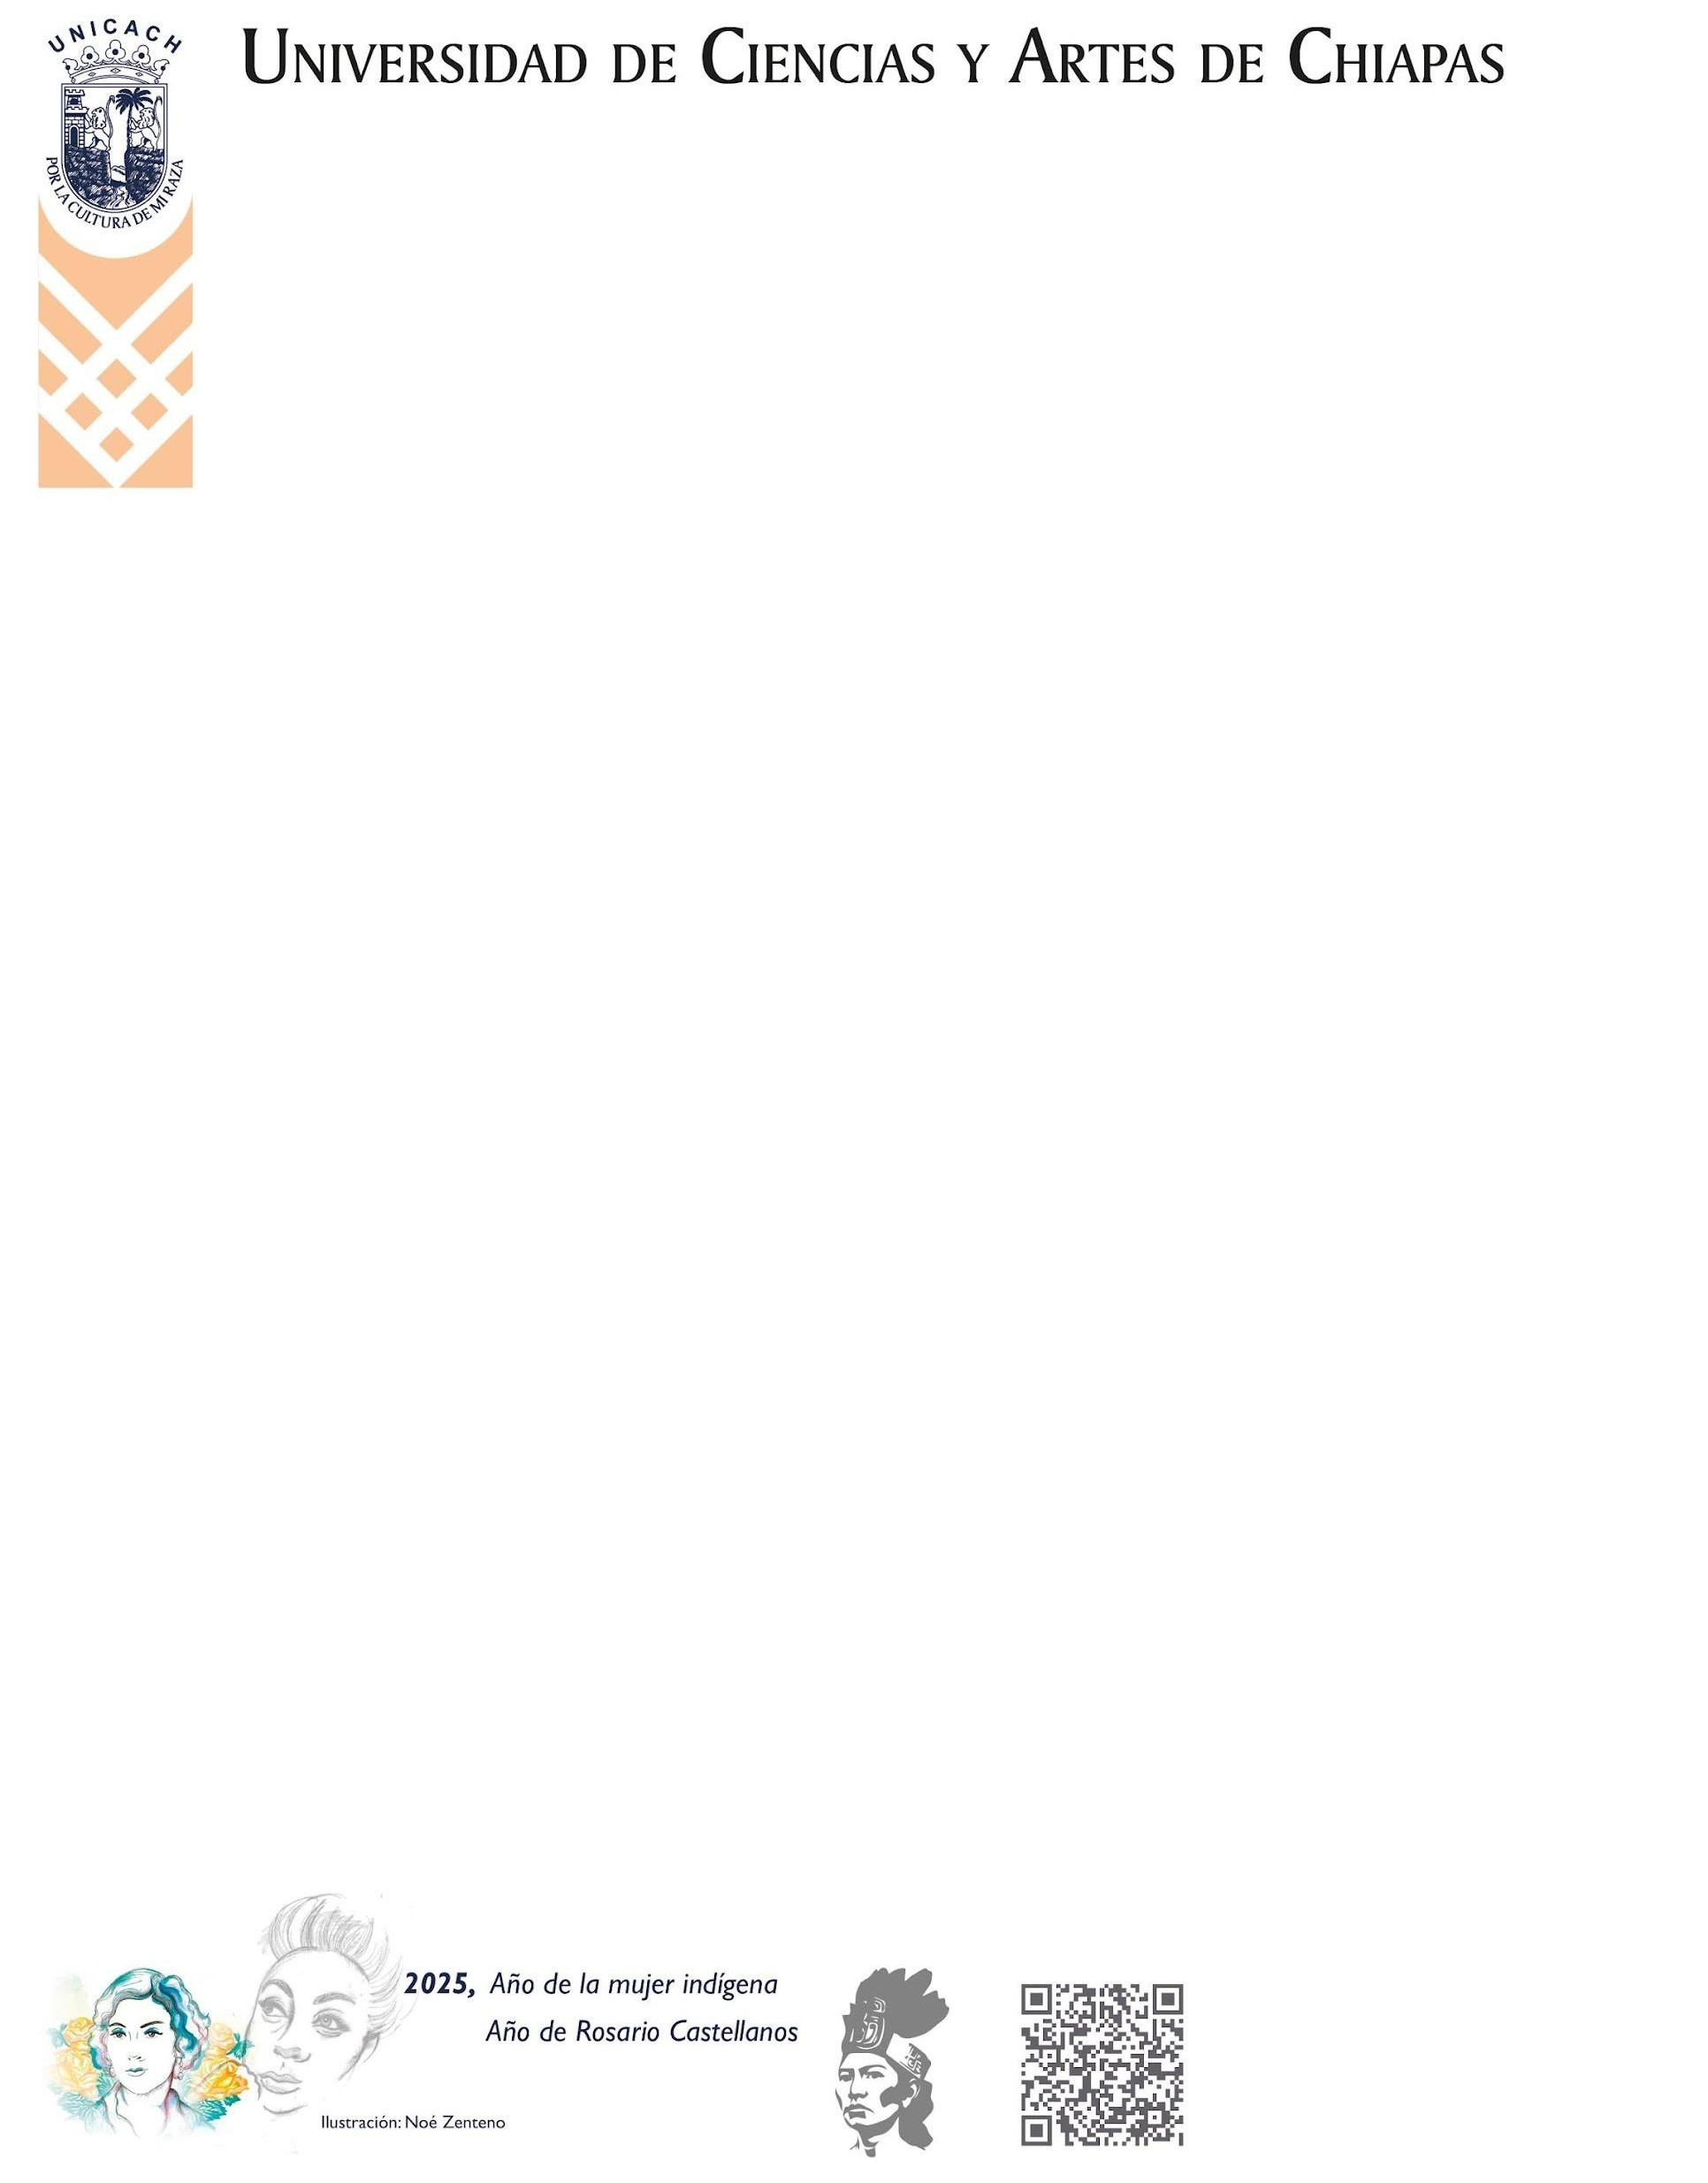 UNICACH
UNIVERSIDAD DE CIENCIAS Y ARTES DE CHIAPAS
POR LA CULTURA DE MI RAZA
2025, Año de la mujer indígena
Año de Rosario Castellanos
Ilustración: Noé Zenteno